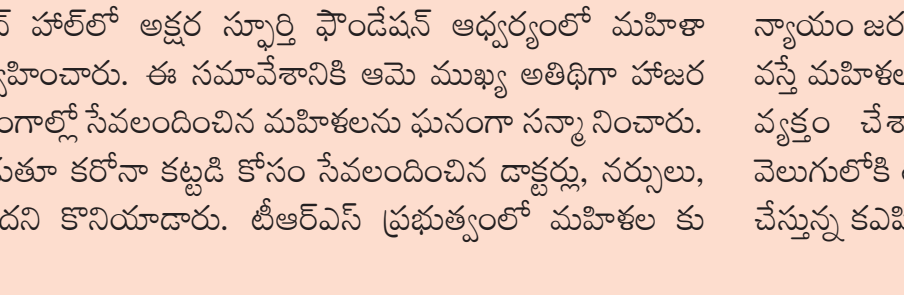 హాల్‌లో అక్షర స్ఫూర్తి ఫౌండేషన్ ఆధ్వర్యంలో మహిళా
హించారు. ఈ సమావేశానికి ఆమె ముఖ్య అతిథిగా హాజర
ంగాల్లో సేవలందించిన మహిళలను ఘనంగా సన్మా నించారు.
తూ కరోనా కట్టడి కోసం సేవలందించిన డాక్టర్లు, నర్సులు,
దని కొనియాడారు. టీఆర్ఎస్ ప్రభుత్వంలో మహిళల కు
న్యాయం జర
వస్తే మహిళల
వ్యక్తం చేశా
వెలుగులోకి
చేస్తున్న కవి